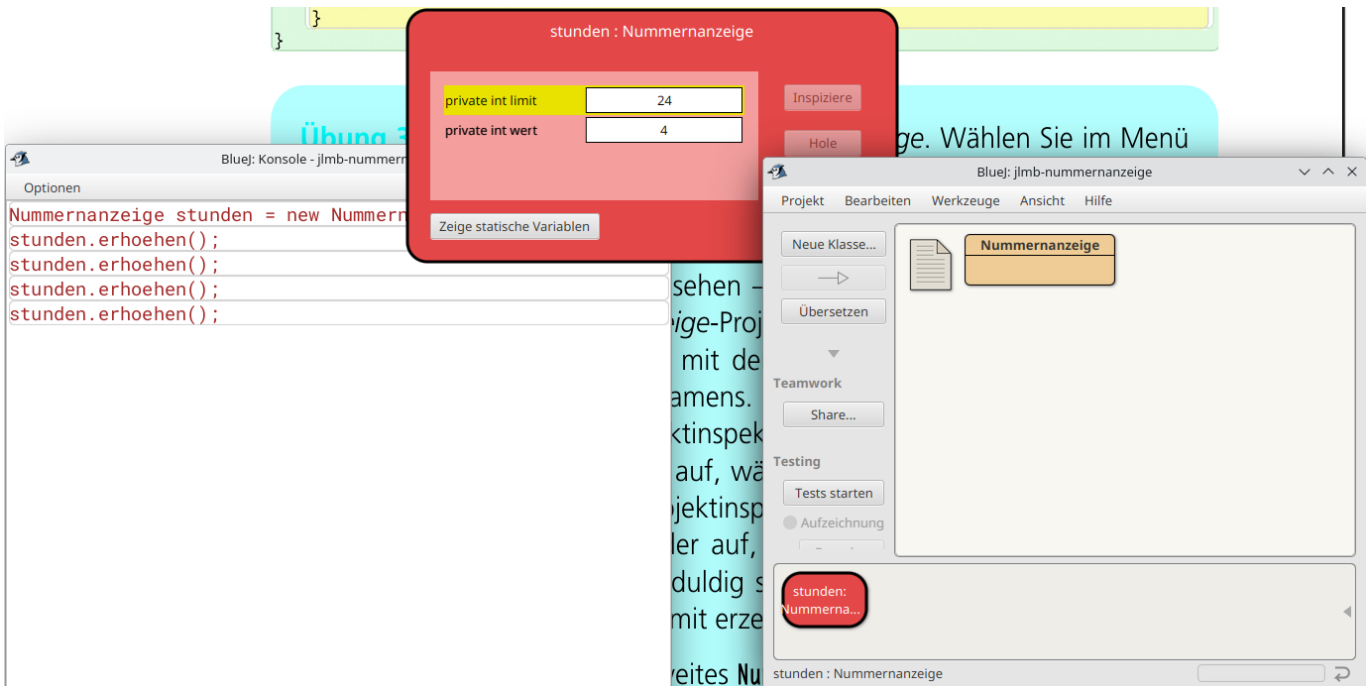 }
}
stunden : Nummernanzeige
private int limit 24
private int wert 4
Inspiziere
Hole
Zeige statische Variablen
Übung 3
ge. Wählen Sie im Menü
BlueJ: Konsole - jlmb-nummern
Optionen
Nummernanzeige stunden = new Nummern
stunden.erhoehen();
stunden.erhoehen();
stunden.erhoehen();
stunden.erhoehen();
sehen –
ige-Proj
mit de
amens.
ktinspek
auf, wä
jektinsp
ler auf,
duldig s
mit erze
eites Nu
BlueJ: jlmb-nummernanzeige
Projekt Bearbeiten Werkzeuge Ansicht Hilfe
Neue Klasse...
Übersetzen
Teamwork
Share...
Testing
Tests starten
Aufzeichnung
Nummernanzeige
stunden:
Nummerna...
stunden : Nummernanzeige